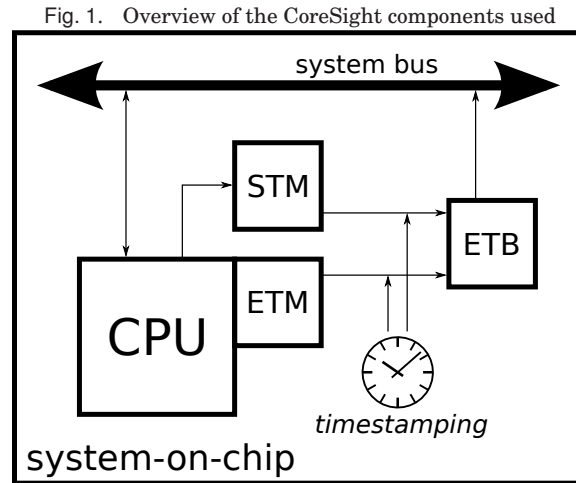 Fig. 1. Overview of the CoreSight components used
system bus
STM
ETB
CPU
ETM
timestamping
system-on-chip